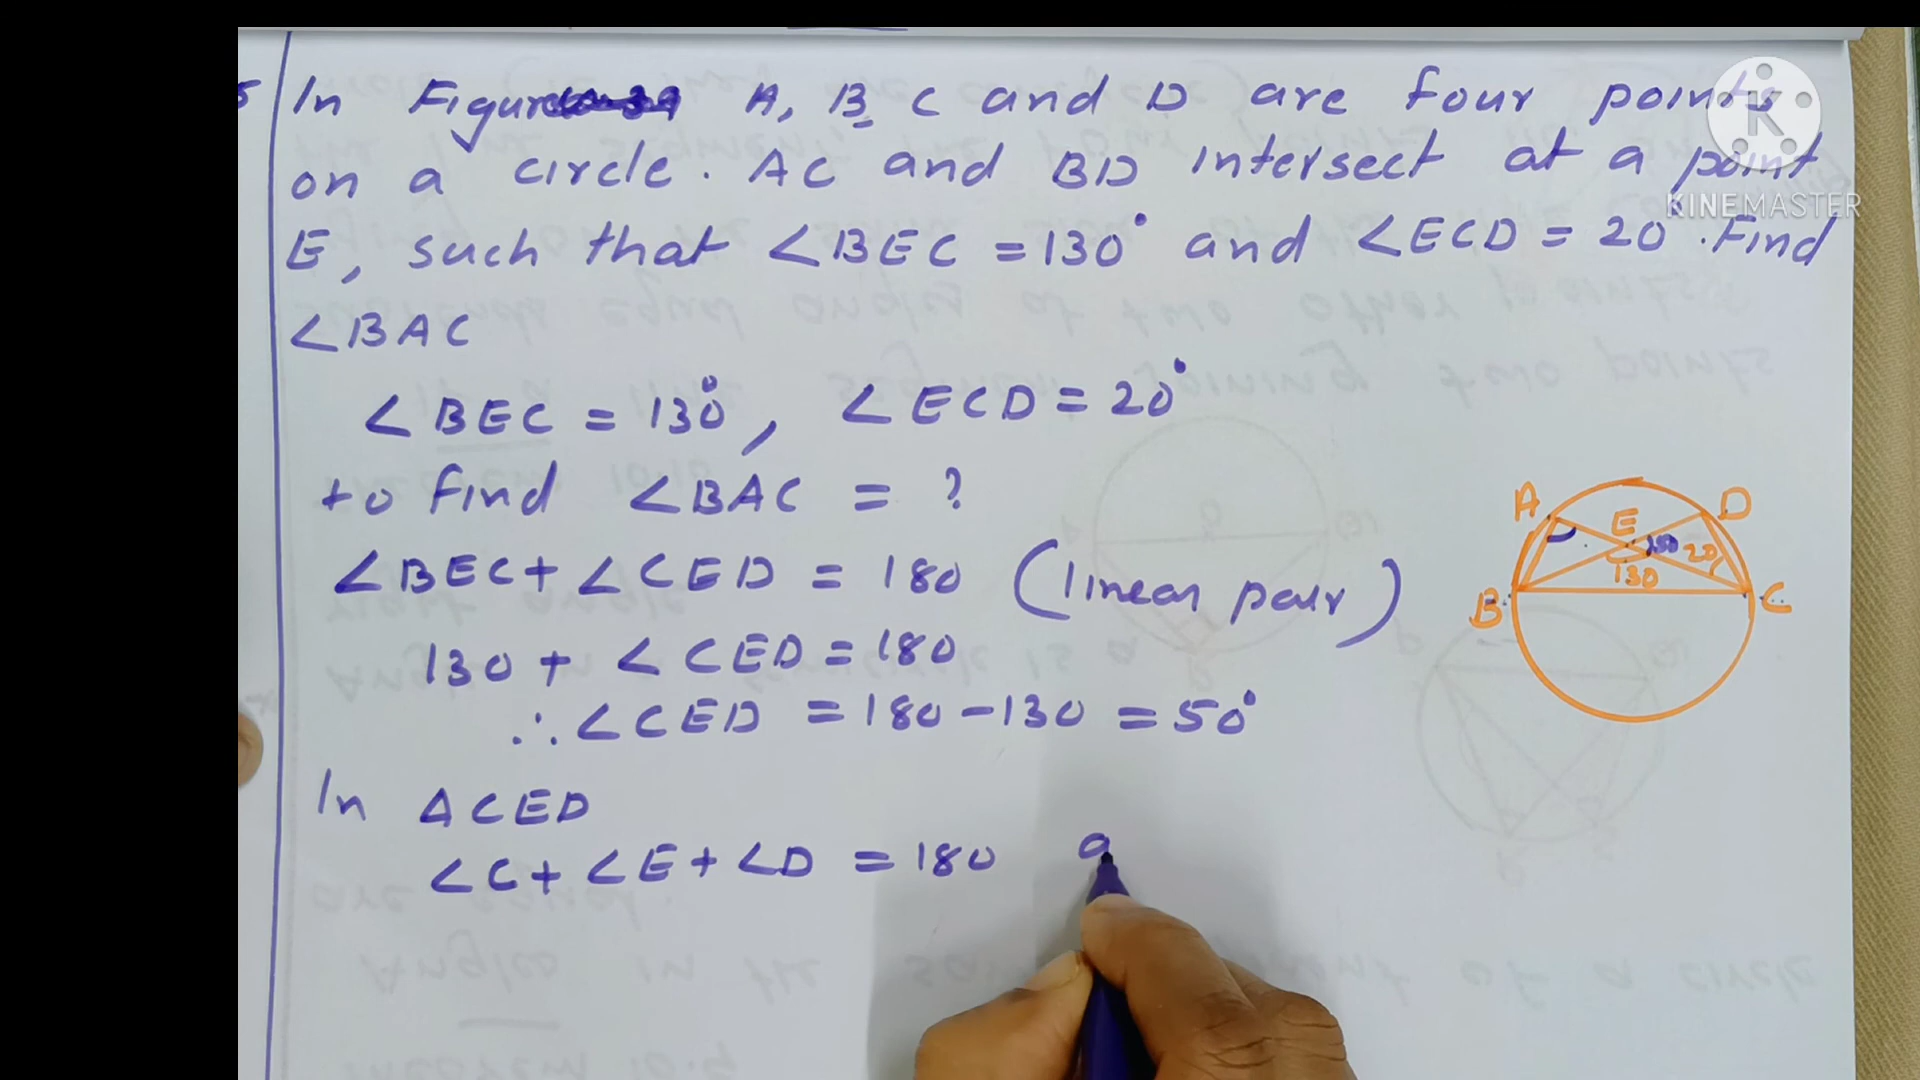 5 In Figure A, B, C and D are four points
on a circle. AC and BD intersect at a point
E, such that ∠BEC = 130° and ∠ECD = 20°. Find
∠BAC
∠BEC = 130°, ∠ECD = 20°
to find ∠BAC = ?
∠BEC + ∠CED = 180 (linear pair)
130 + ∠CED = 180
∴ ∠CED = 180 - 130 = 50°
In ΔCED
∠C + ∠E + ∠D = 180 a
A
E
D
20
130
B
C
K
KINEMASTER